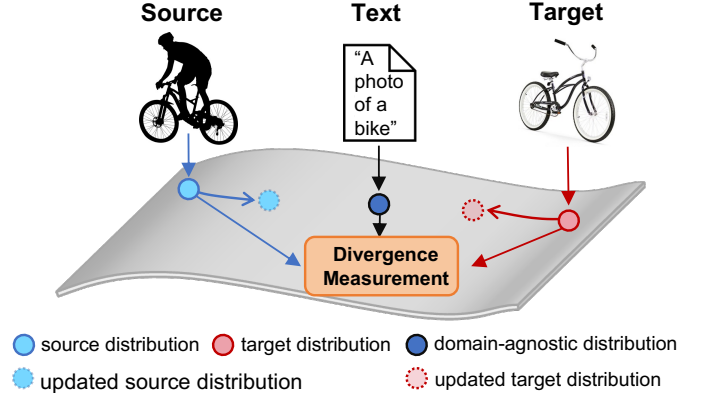 Source Text Target
“A
photo
of a
bike”
Divergence
Measurement
source distribution target distribution domain-agnostic distribution
updated source distribution updated target distribution